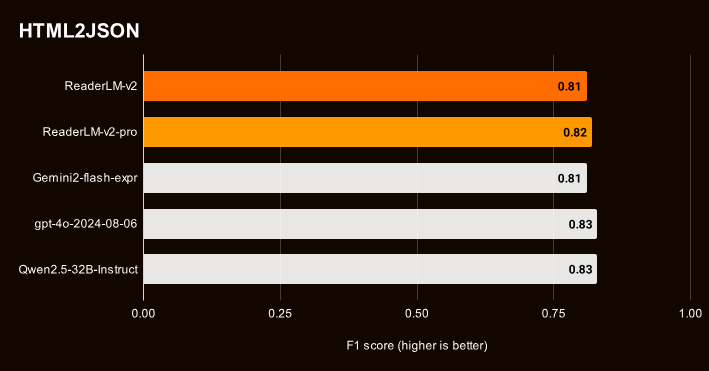 HTML2JSON
ReaderLM-v2
0.81
ReaderLM-v2-pro
0.82
Gemini2-flash-expr
0.81
gpt-4o-2024-08-06
0.83
Qwen2.5-32B-Instruct
0.83
0.00 0.25 0.50 0.75 1.00
F1 score (higher is better)